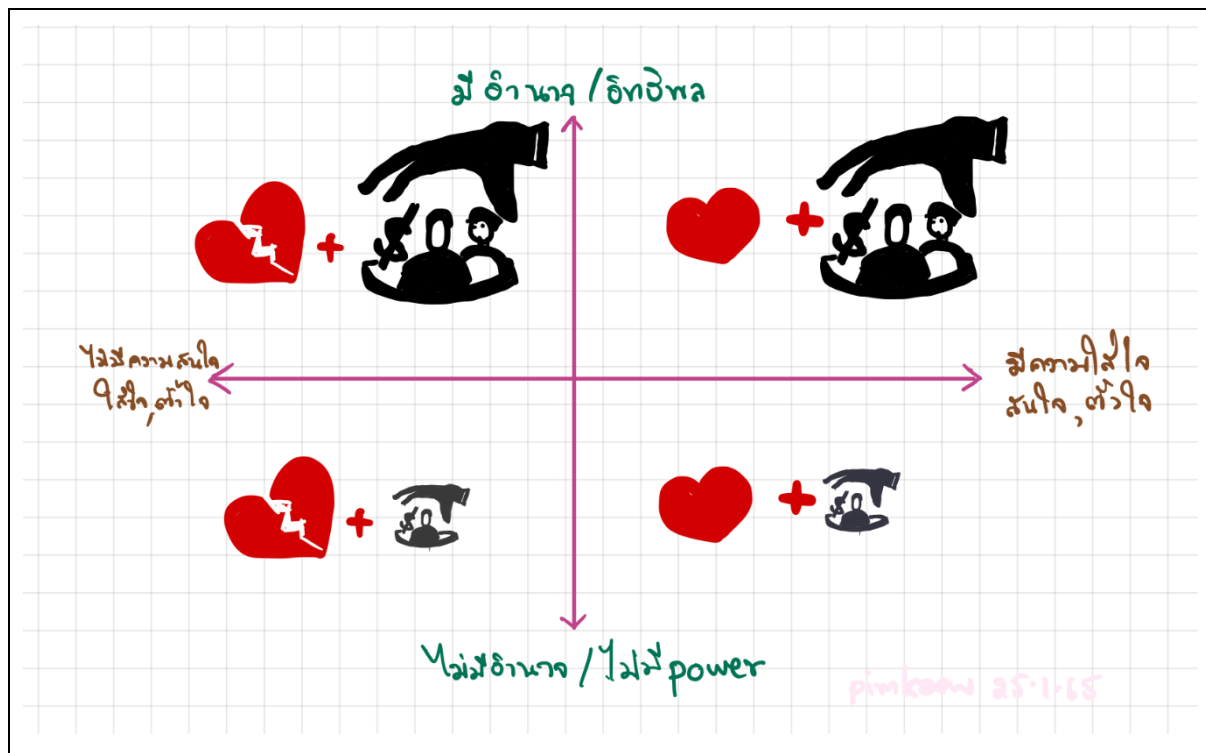 มีอำนาจ / อิทธิพล
ไม่มีความสนใจ
ใส่ใจ, ตั้งใจ
มีความใส่ใจ
สนใจ, ตั้งใจ
ไม่มีอำนาจ / ไม่มี power
pimkaew 25.1.65